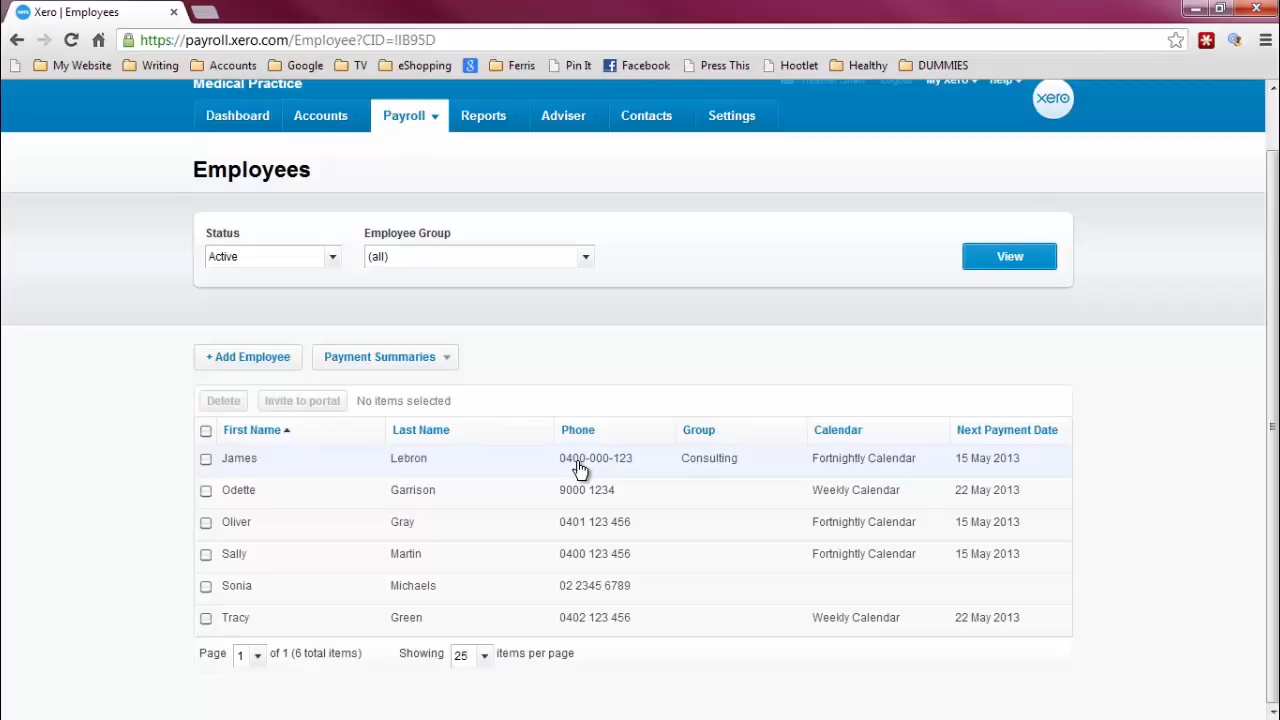 Xero | Employees
https://payroll.xero.com/Employee?CID=!IB95D
My Website Writing Accounts Google TV eShopping Ferris Pin It Facebook Press This Hootlet Healthy DUMMIES
Medical Practice My Xero Help
Dashboard Accounts Payroll Reports Adviser Contacts Settings xero
Employees
Status Employee Group
Active (all) View
+ Add Employee Payment Summaries
Delete Invite to portal No items selected
First Name Last Name Phone Group Calendar Next Payment Date
James Lebron 0400-000-123 Consulting Fortnightly Calendar 15 May 2013
Odette Garrison 9000 1234 Weekly Calendar 22 May 2013
Oliver Gray 0401 123 456 Fortnightly Calendar 15 May 2013
Sally Martin 0400 123 456 Fortnightly Calendar 15 May 2013
Sonia Michaels 02 2345 6789
Tracy Green 0402 123 456 Weekly Calendar 22 May 2013
Page 1 of 1 (6 total items) Showing 25 items per page